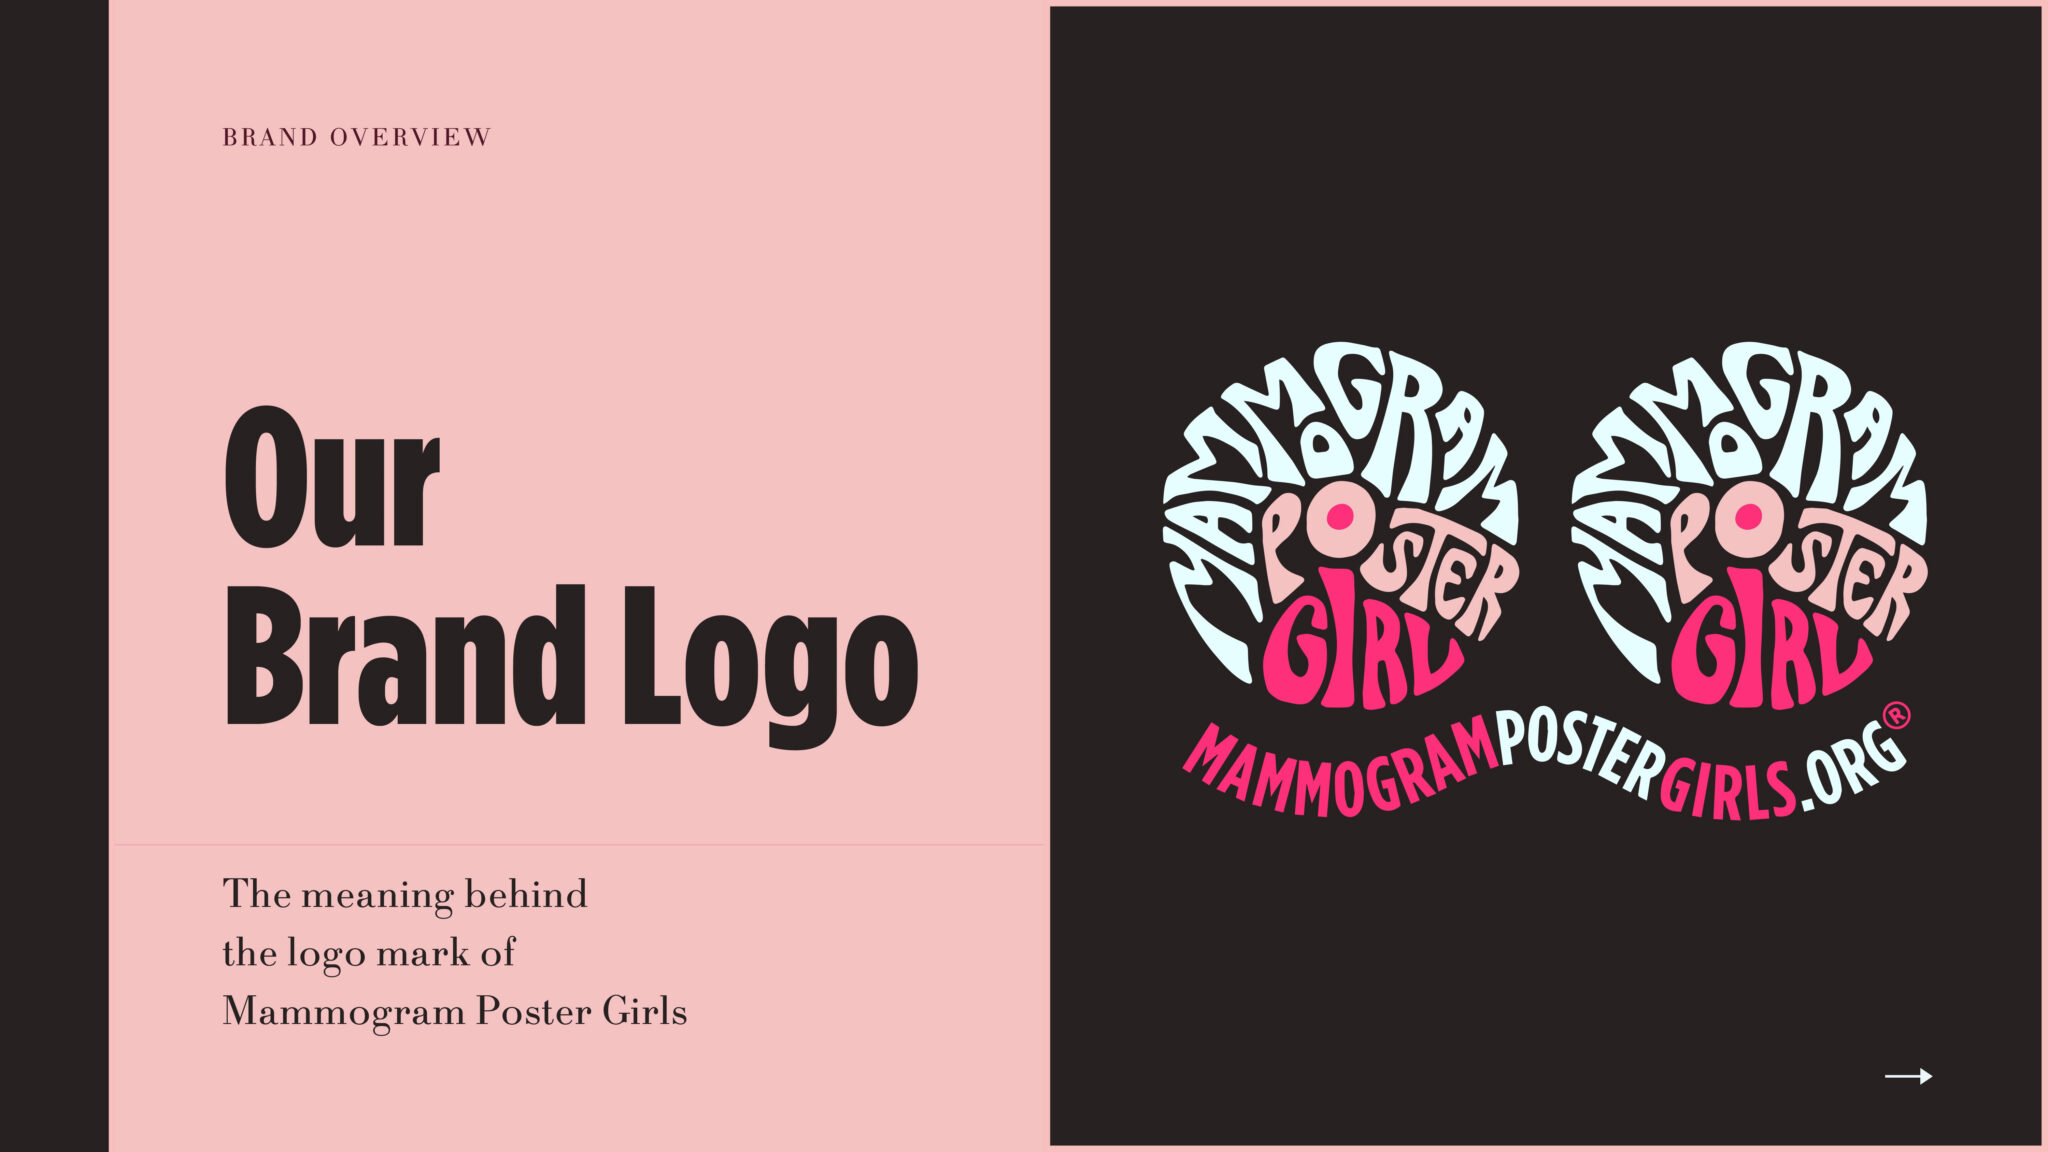 BRAND OVERVIEW
Our
Brand Logo
The meaning behind
the logo mark of
Mammogram Poster Girls
MAMMOGRAM
POSTER
GIRL
MAMMOGRAM
POSTER
GIRL
MAMMOGRAMPOSTERGIRLS.ORG®